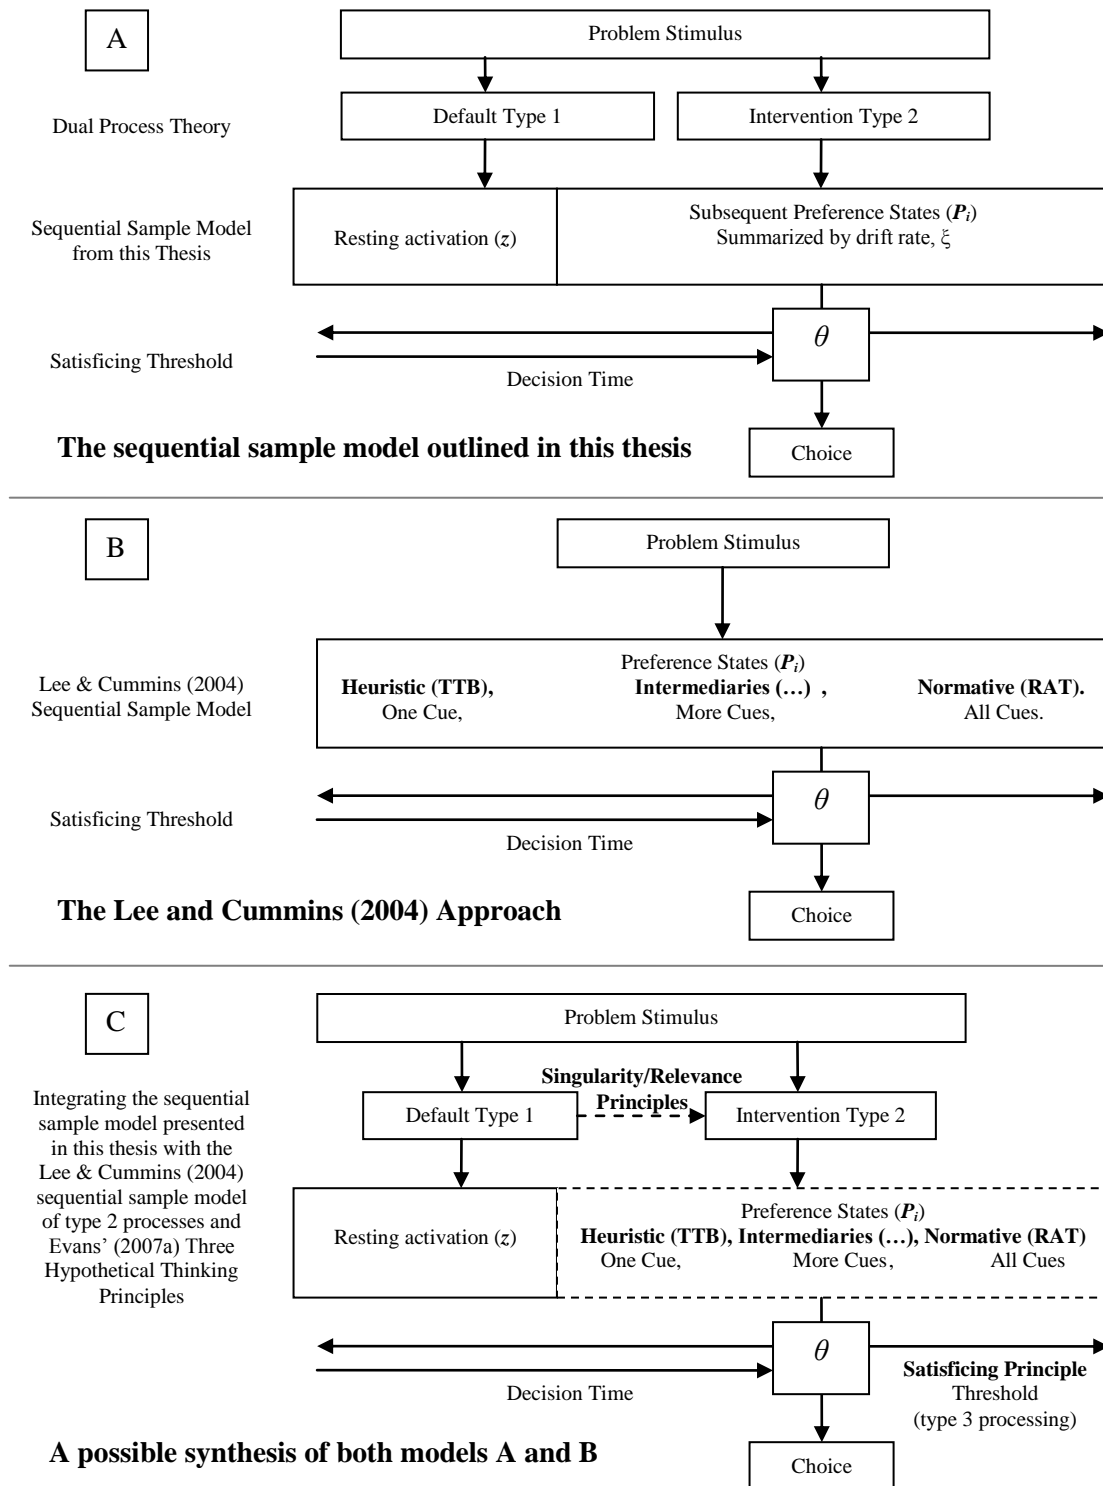 A
Problem Stimulus
Dual Process Theory
Default Type 1
Intervention Type 2
Sequential Sample Model
from this Thesis
Resting activation (z)
Subsequent Preference States (Pi)
Summarized by drift rate, ξ
Satisficing Threshold
θ
Decision Time
The sequential sample model outlined in this thesis
Choice
B
Problem Stimulus
Lee & Cummins (2004)
Sequential Sample Model
Preference States (Pi)
Heuristic (TTB), Intermediaries (…) , Normative (RAT).
One Cue, More Cues, All Cues.
Satisficing Threshold
θ
Decision Time
The Lee and Cummins (2004) Approach
Choice
C
Problem Stimulus
Singularity/Relevance
Principles
Default Type 1
Intervention Type 2
Integrating the sequential
sample model presented
in this thesis with the
Lee & Cummins (2004)
sequential sample model
of type 2 processes and
Evans’ (2007a) Three
Hypothetical Thinking
Principles
Resting activation (z)
Preference States (Pi)
Heuristic (TTB), Intermediaries (…), Normative (RAT)
One Cue, More Cues, All Cues
θ
Decision Time
Satisficing Principle
Threshold
(type 3 processing)
A possible synthesis of both models A and B
Choice